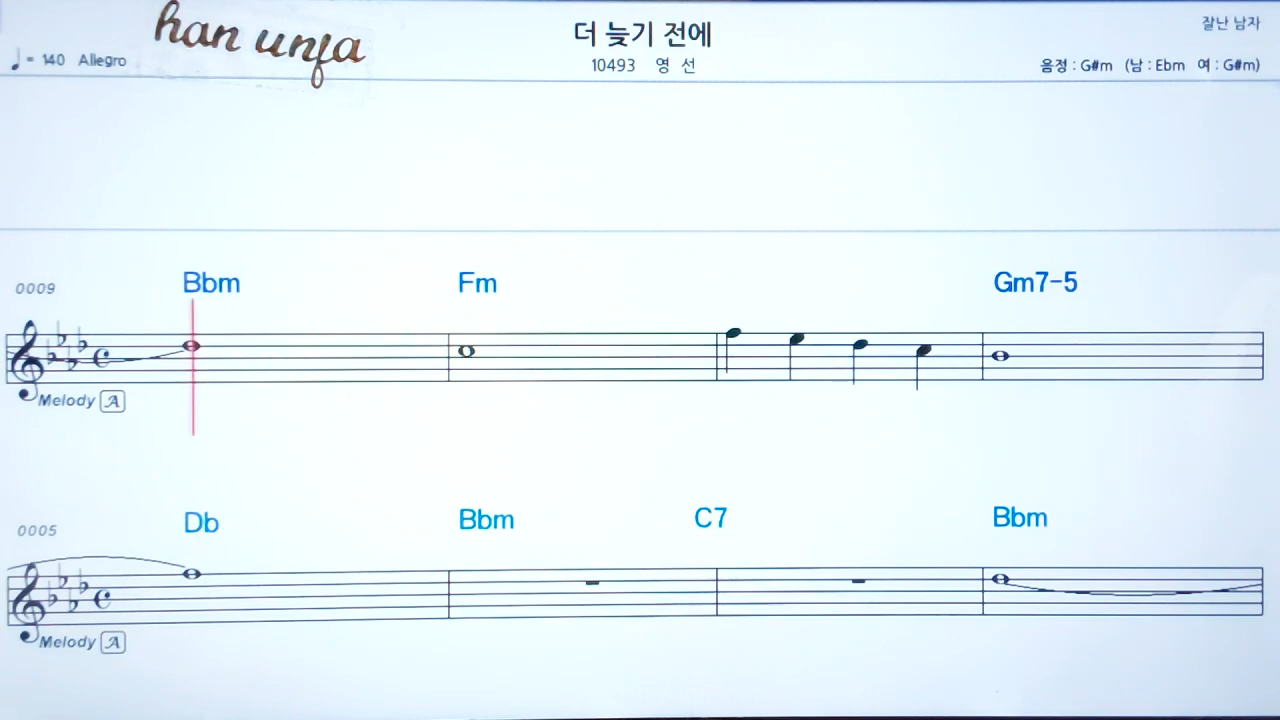 han unfa
더 늦기 전에
잘난 남자
♩= 140 Allegro
10493 영 선
음정 : G#m (남 : Ebm 여 : G#m)
0009
Bbm Fm Gm7-5
Melody A
0005
Db Bbm C7 Bbm
Melody A